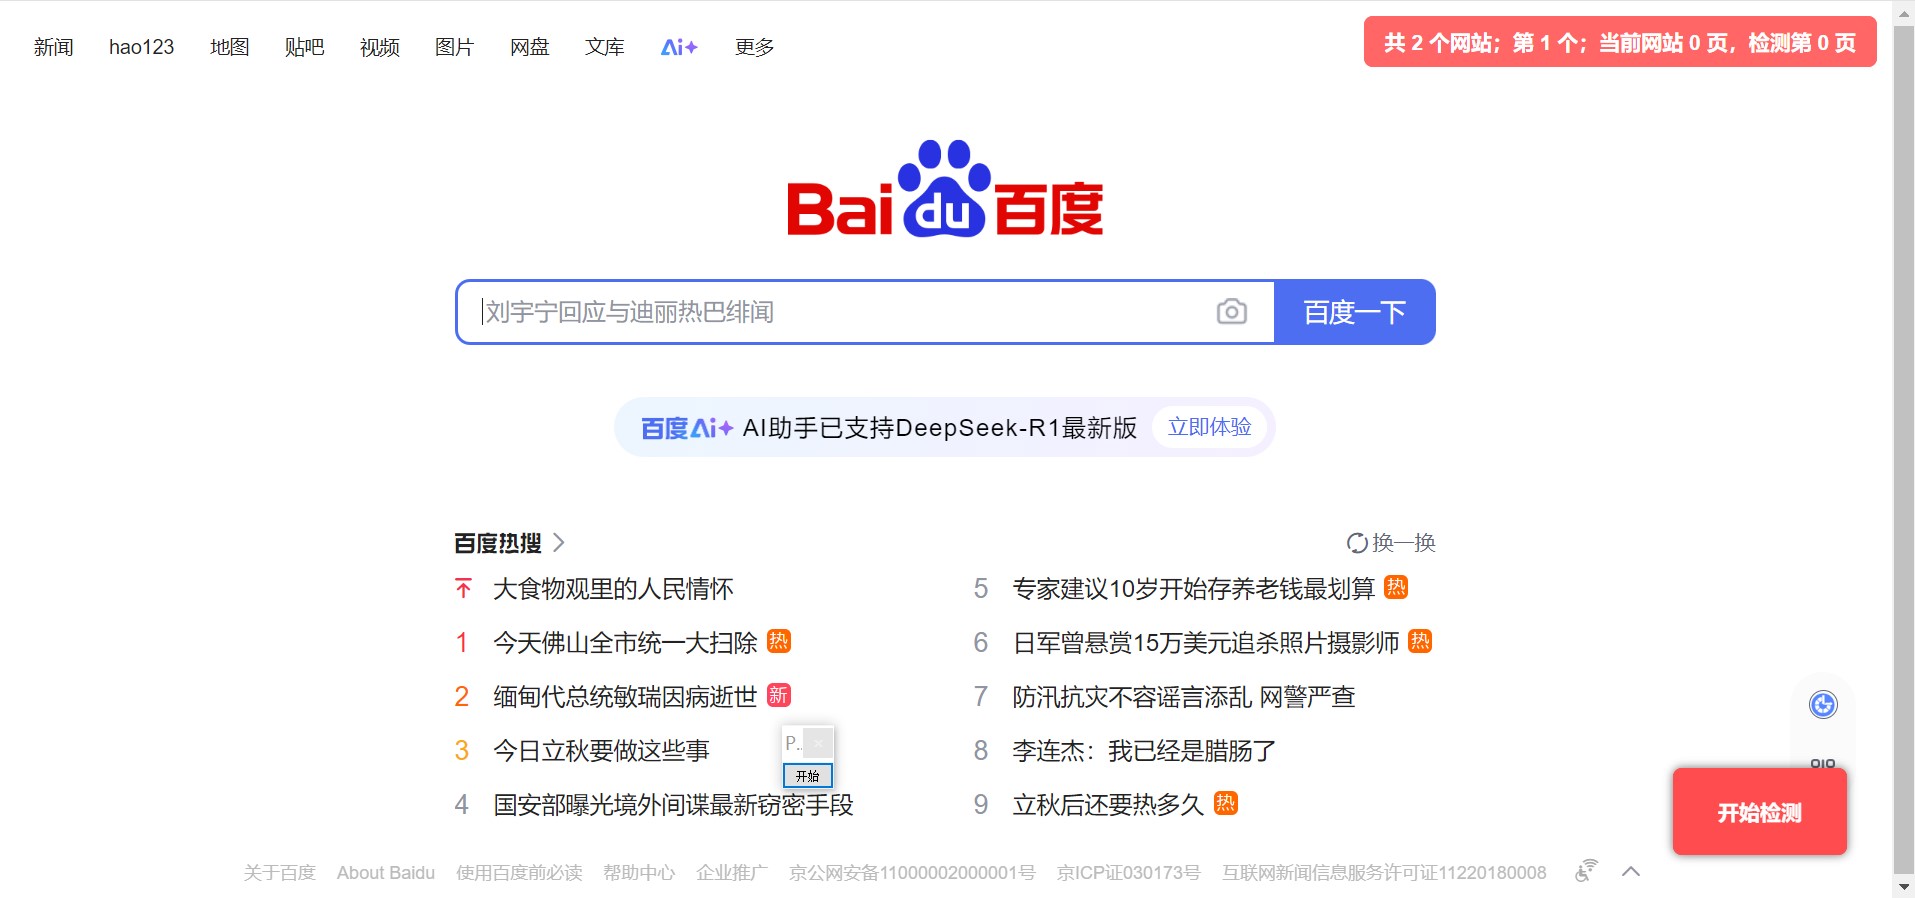 新闻 hao123 地图 贴吧 视频 图片 网盘 文库 Ai 更多
共 2 个网站；第 1 个；当前网站 0 页，检测第 0 页
Bai du 百度
刘宇宁回应与迪丽热巴绯闻 百度一下
百度Ai AI助手已支持DeepSeek-R1最新版 立即体验
百度热搜 换一换
大食物观里的人民情怀
1 今天佛山全市统一大扫除 热
2 缅甸代总统敏瑞因病逝世 新
3 今日立秋要做这些事
4 国安部曝光境外间谍最新窃密手段
5 专家建议10岁开始存养老钱最划算 热
6 日军曾悬赏15万美元追杀照片摄影师 热
7 防汛抗灾不容谣言添乱 网警严查
8 李连杰：我已经是腊肠了
9 立秋后还要热多久 热
P...
开始
开始检测
关于百度 About Baidu 使用百度前必读 帮助中心 企业推广 京公网安备11000002000001号 京ICP证030173号 互联网新闻信息服务许可证11220180008